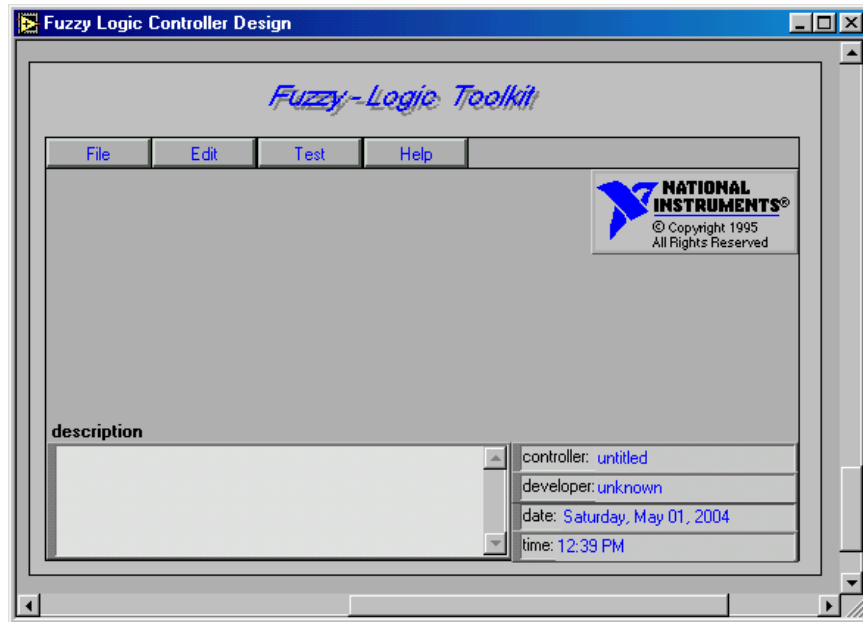 Fuzzy Logic Controller Design
Fuzzy-Logic Toolkit
File Edit Test Help
NATIONAL
INSTRUMENTS®
© Copyright 1995
All Rights Reserved
description
controller: untitled
developer: unknown
date: Saturday, May 01, 2004
time: 12:39 PM